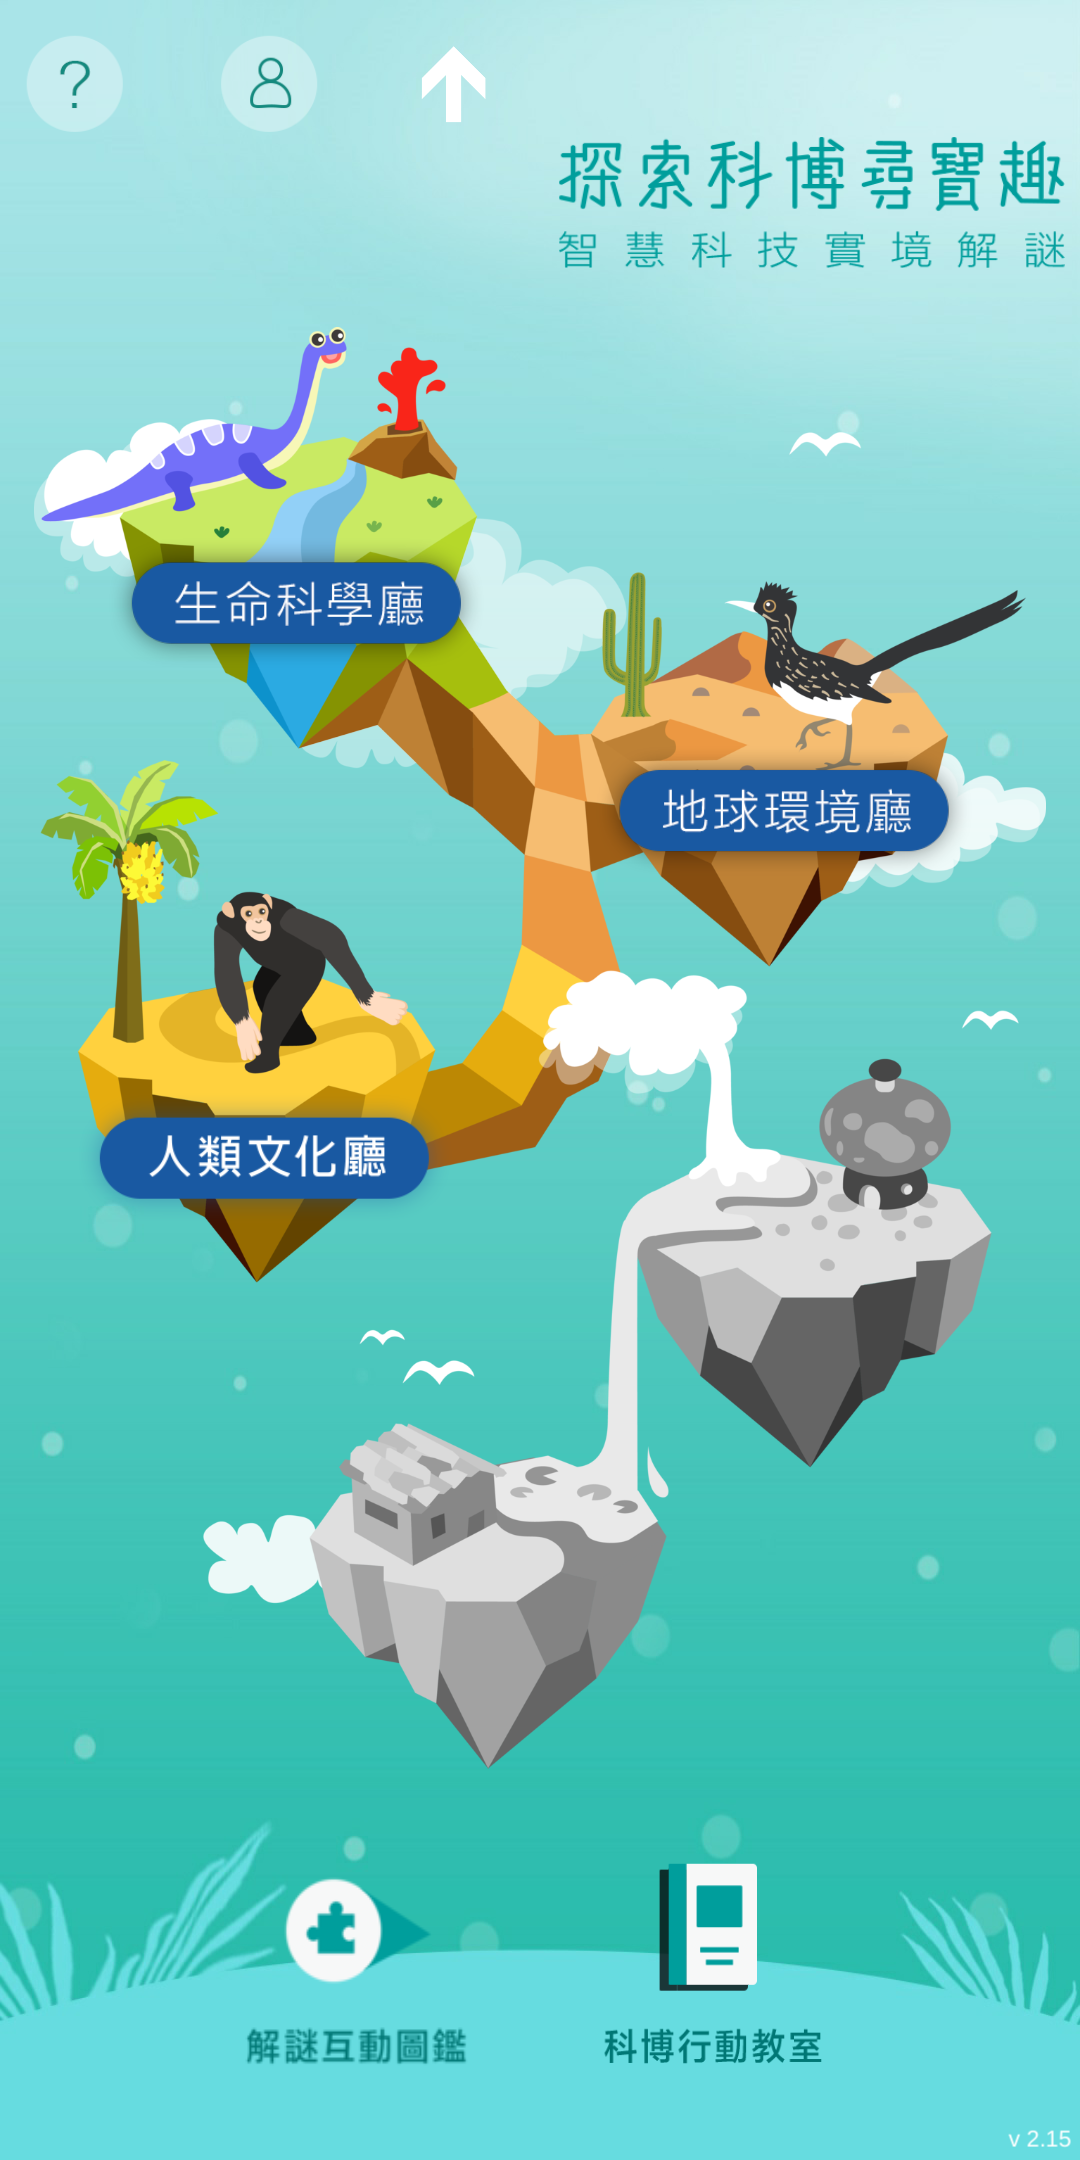 ?
探索科博尋寶趣
智慧科技實境解謎
生命科學廳
地球環境廳
人類文化廳
解謎互動圖鑑
科博行動教室
v 2.15